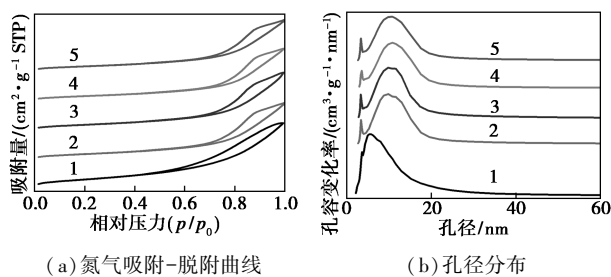 吸附量/(cm²·g⁻¹ STP)
5
4
3
2
1
0 0.2 0.4 0.6 0.8 1.0
相对压力(p/p₀)
(a)氮气吸附-脱附曲线
孔容变化率/(cm³·g⁻¹·nm⁻¹)
5
4
3
2
1
0 20 40 60
孔径/nm
(b)孔径分布